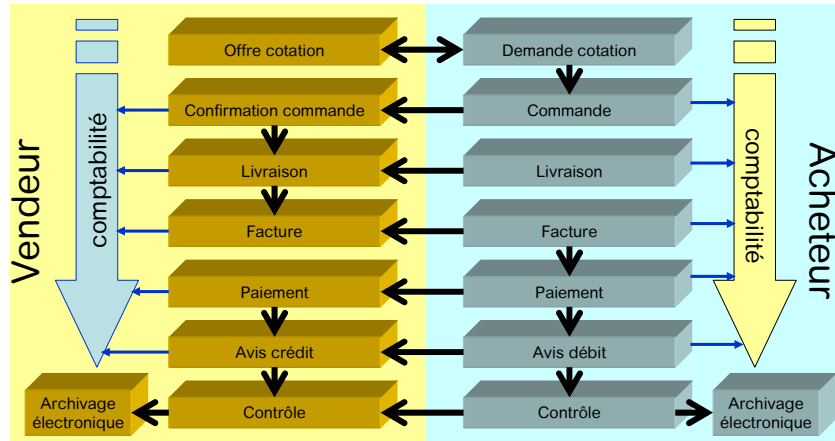 Vendeur
comptabilité
Offre cotation
Demande cotation
Confirmation commande
Commande
Livraison
Livraison
Facture
Facture
Paiement
Paiement
Avis crédit
Avis débit
Archivage
électronique
Contrôle
Contrôle
Archivage
électronique
comptabilité
Acheteur